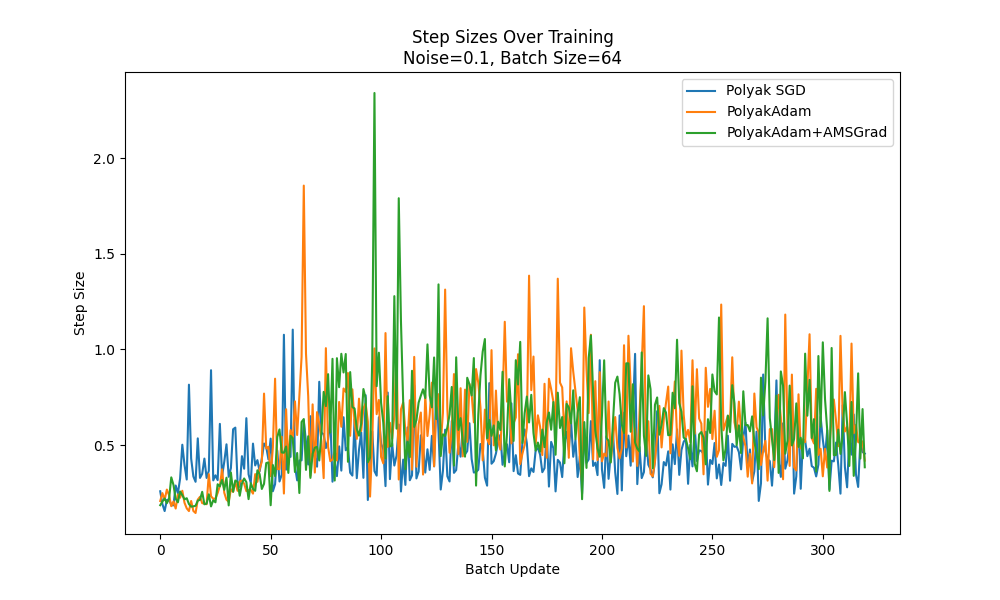 Step Sizes Over Training
Noise=0.1, Batch Size=64
Polyak SGD
PolyakAdam
PolyakAdam+AMSGrad
2.0
1.5
1.0
0.5
Step Size
0 50 100 150 200 250 300
Batch Update